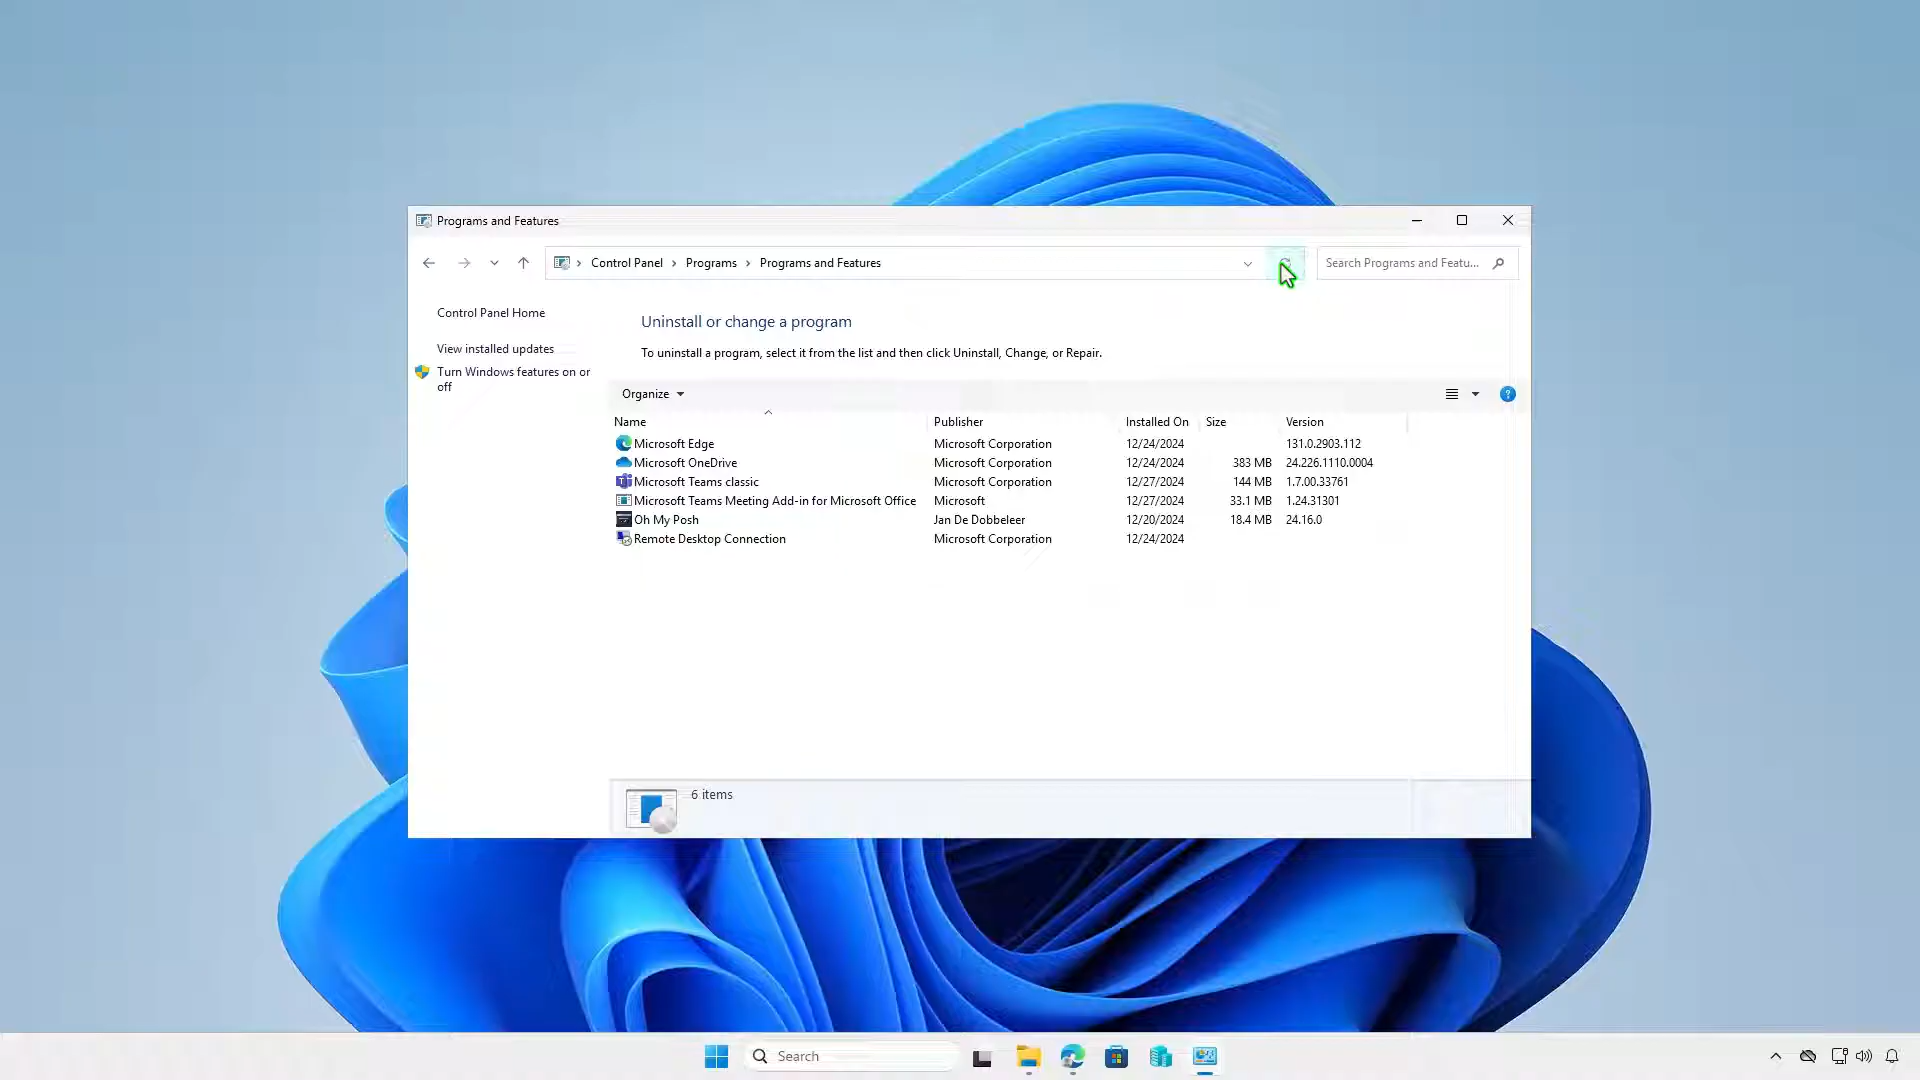 Programs and Features
Control Panel > Programs > Programs and Features
Search Programs and Featu...
Control Panel Home
View installed updates
Turn Windows features on or
off
Uninstall or change a program
To uninstall a program, select it from the list and then click Uninstall, Change, or Repair.
Organize
Name Publisher Installed On Size Version
Microsoft Edge Microsoft Corporation 12/24/2024 131.0.2903.112
Microsoft OneDrive Microsoft Corporation 12/24/2024 383 MB 24.226.1110.0004
Microsoft Teams classic Microsoft Corporation 12/27/2024 144 MB 1.7.00.33761
Microsoft Teams Meeting Add-in for Microsoft Office Microsoft 12/27/2024 33.1 MB 1.24.31301
Oh My Posh Jan De Dobbeleer 12/20/2024 18.4 MB 24.16.0
Remote Desktop Connection Microsoft Corporation 12/24/2024
6 items
Search